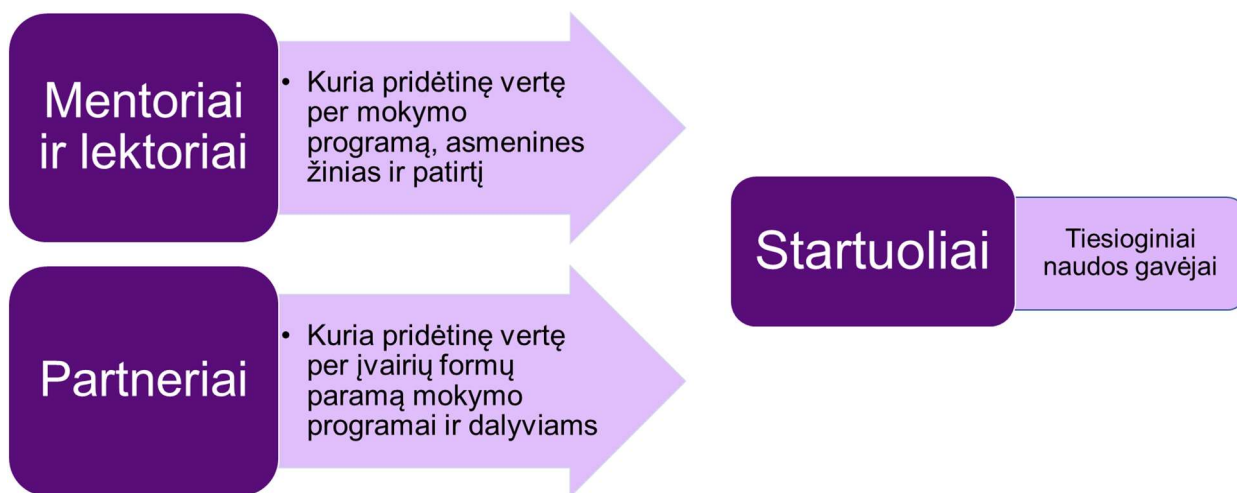 Mentoriai
ir lektoriai
• Kuria pridėtinę vertę
per mokymo
programą, asmenines
žinias ir patirtį
Partneriai
• Kuria pridėtinę vertę
per įvairių formų
paramą mokymo
programai ir dalyviams
Startuoliai
Tiesioginiai
naudos gavėjai